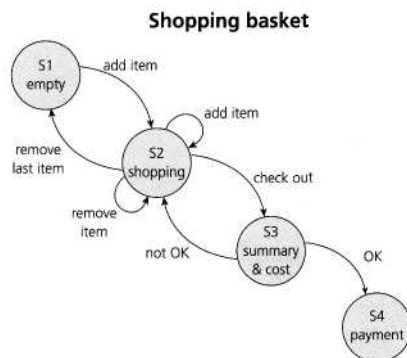 Shopping basket
S1
empty
add item
add item
S2
shopping
remove
last item
remove
item
check out
not OK
S3
summary
& cost
OK
S4
payment